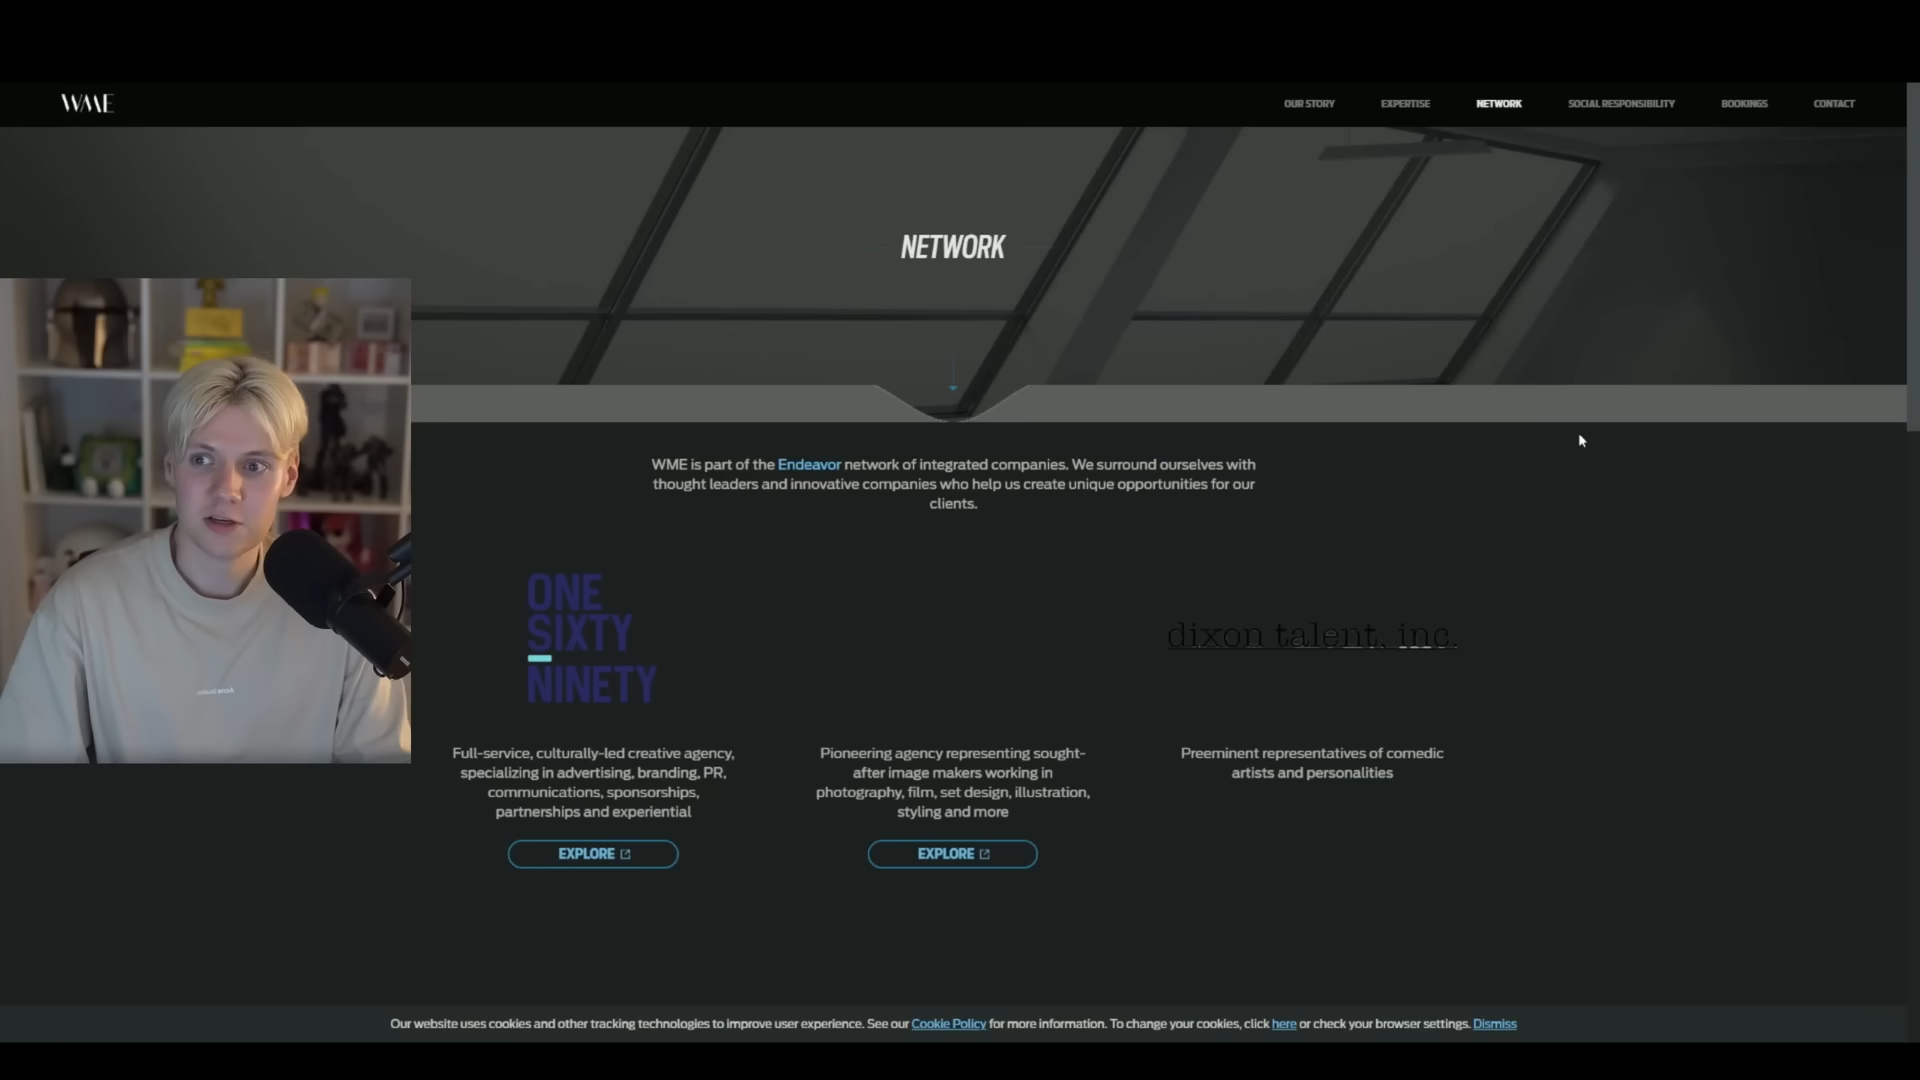 WME
OUR STORY
EXPERTISE
NETWORK
SOCIAL RESPONSIBILITY
BOOKINGS
CONTACT
NETWORK
WME is part of the Endeavor network of integrated companies. We surround ourselves with
thought leaders and innovative companies who help us create unique opportunities for our
clients.
ONE
SIXTY
NINETY
dixon talent, inc.
Full-service, culturally-led creative agency,
specializing in advertising, branding, PR,
communications, sponsorships,
partnerships and experiential
EXPLORE
Pioneering agency representing sought-
after image makers working in
photography, film, set design, illustration,
styling and more
EXPLORE
Preeminent representatives of comedic
artists and personalities
Our website uses cookies and other tracking technologies to improve user experience. See our Cookie Policy for more information. To change your cookies, click here or check your browser settings. Dismiss